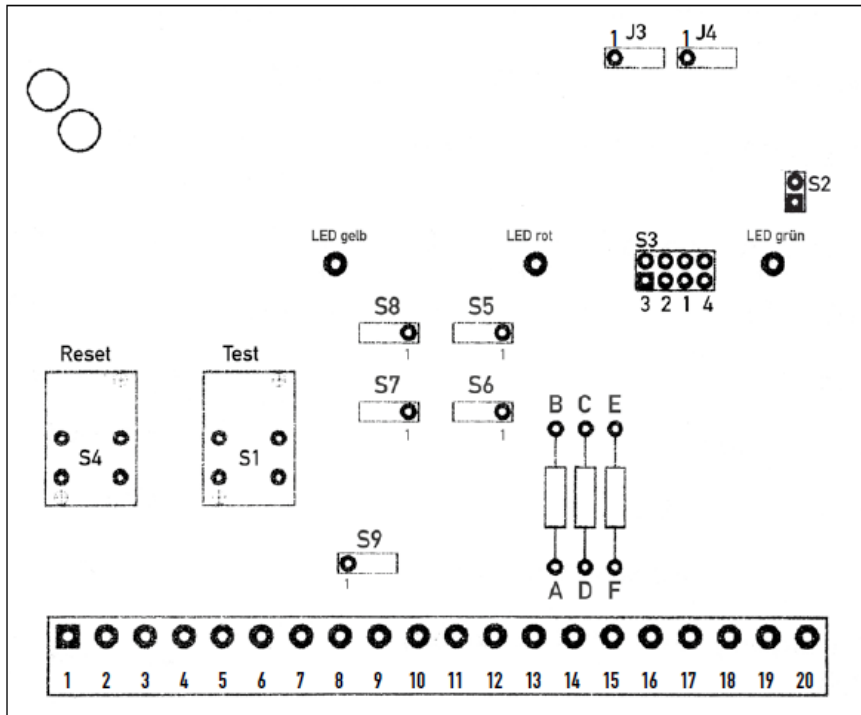 1 J3 1 J4
S2
LED gelb LED rot S3 LED grün
3 2 1 4
S8 S5
1 1
Reset Test
S7 S6
1 1
B C E
S4 S1
S9
1
A D F
1 2 3 4 5 6 7 8 9 10 11 12 13 14 15 16 17 18 19 20